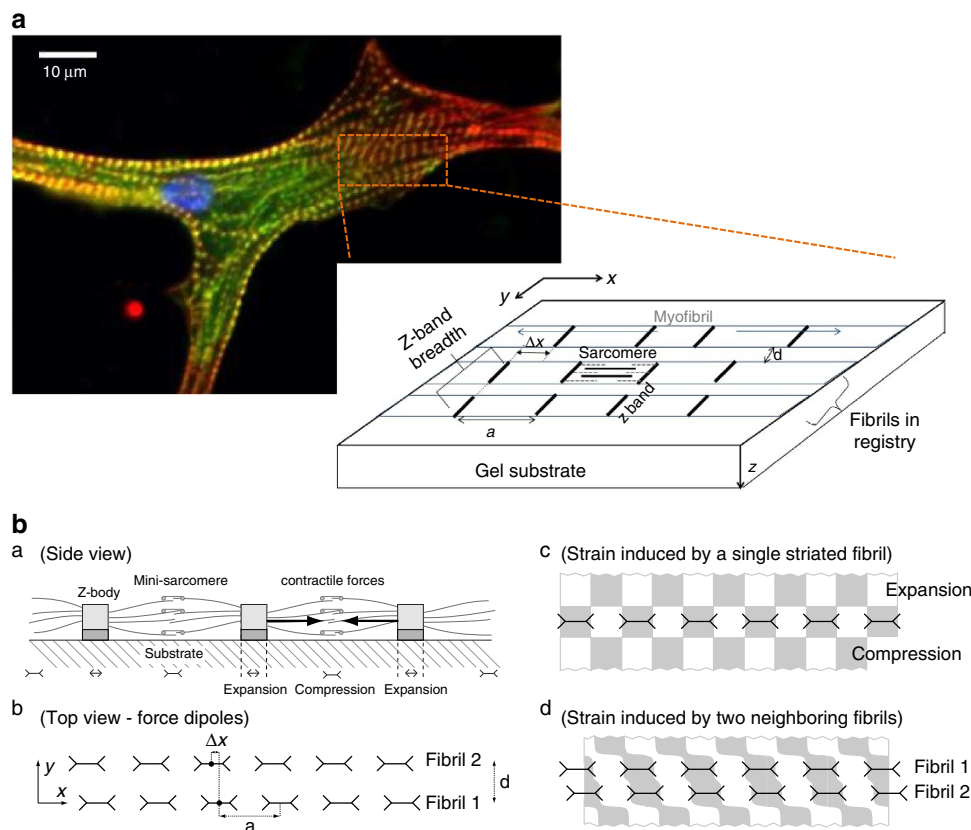 a
10 μm
x
y
Myofibril
Z-band
breadth
Δx
Sarcomere
d
z band
a
Fibrils in
registry
Gel substrate
z
b
a (Side view)
Z-body
Mini-sarcomere
contractile forces
Substrate
Expansion
Compression
Expansion
b (Top view - force dipoles)
Δx
y
Fibril 2
d
x
Fibril 1
a
c (Strain induced by a single striated fibril)
Expansion
Compression
d (Strain induced by two neighboring fibrils)
Fibril 1
Fibril 2